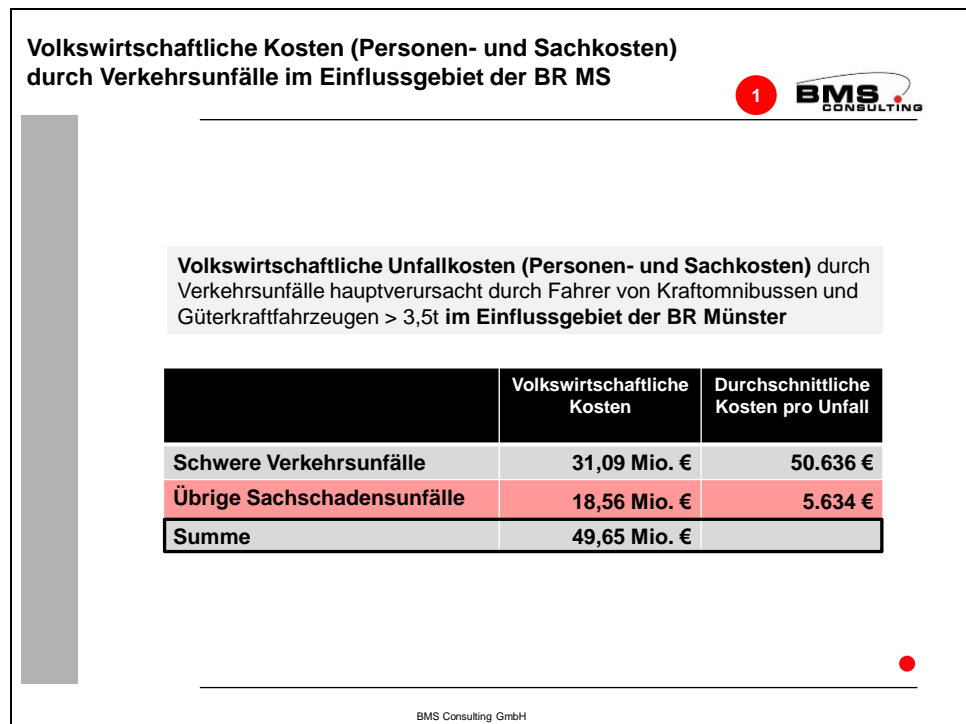 Volkswirtschaftliche Kosten (Personen- und Sachkosten)
durch Verkehrsunfälle im Einflussgebiet der BR MS
1
BMS
CONSULTING
Volkswirtschaftliche Unfallkosten (Personen- und Sachkosten) durch
Verkehrsunfälle hauptverursacht durch Fahrer von Kraftomnibussen und
Güterkraftfahrzeugen > 3,5t im Einflussgebiet der BR Münster
Volkswirtschaftliche Kosten
Durchschnittliche Kosten pro Unfall
Schwere Verkehrsunfälle 31,09 Mio. € 50.636 €
Übrige Sachschadensunfälle 18,56 Mio. € 5.634 €
Summe 49,65 Mio. €
BMS Consulting GmbH